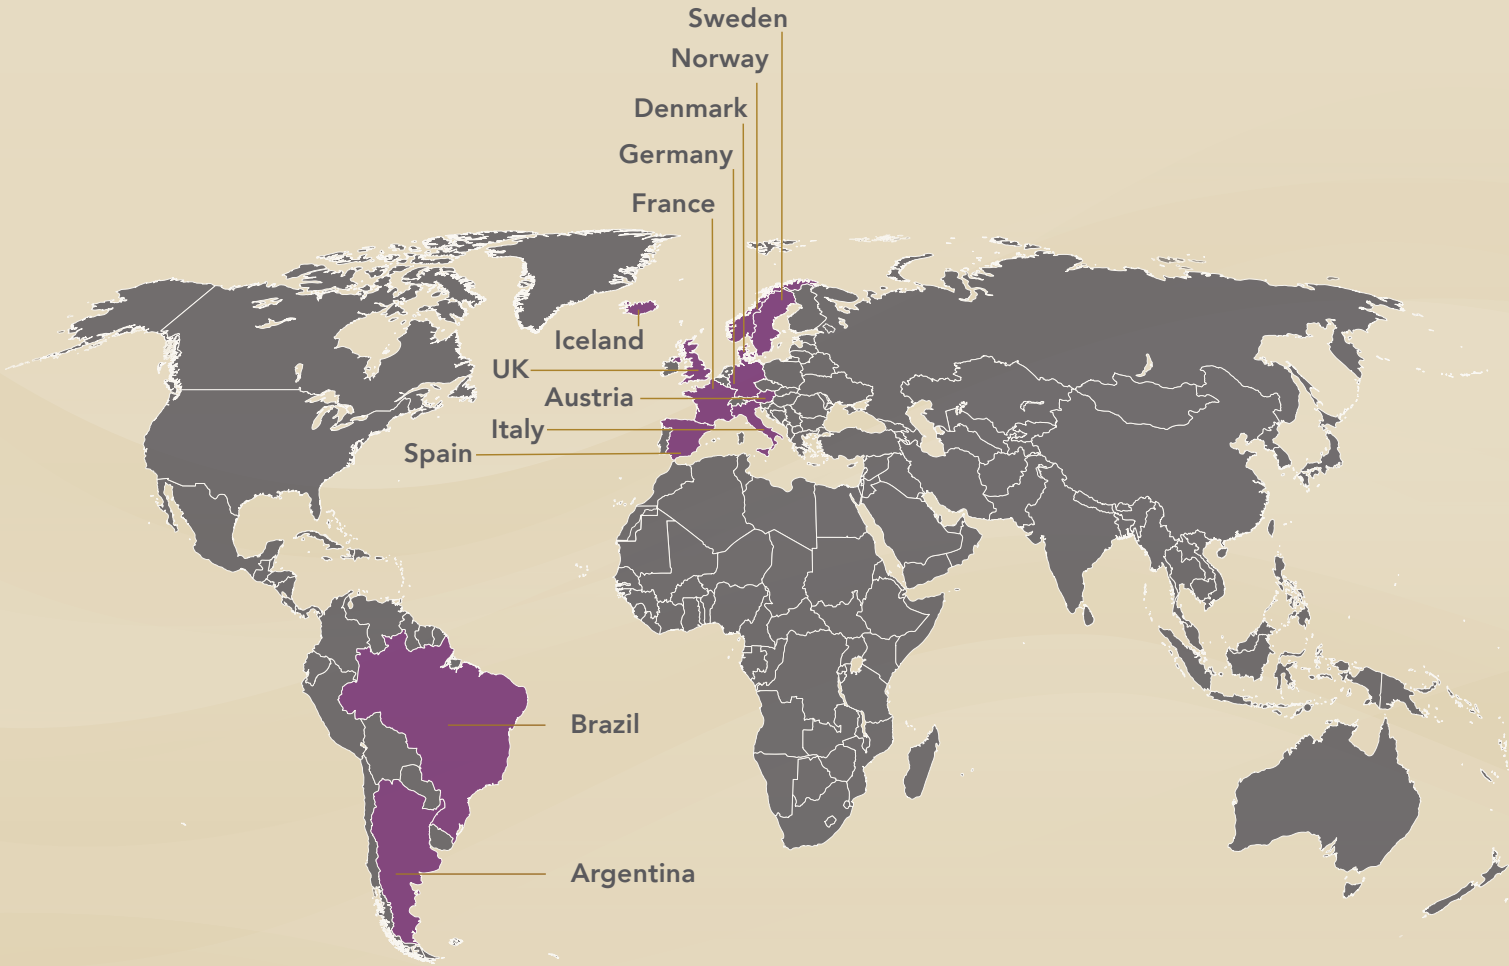 Sweden
Norway
Denmark
Germany
France
Iceland
UK
Austria
Italy
Spain
Brazil
Argentina